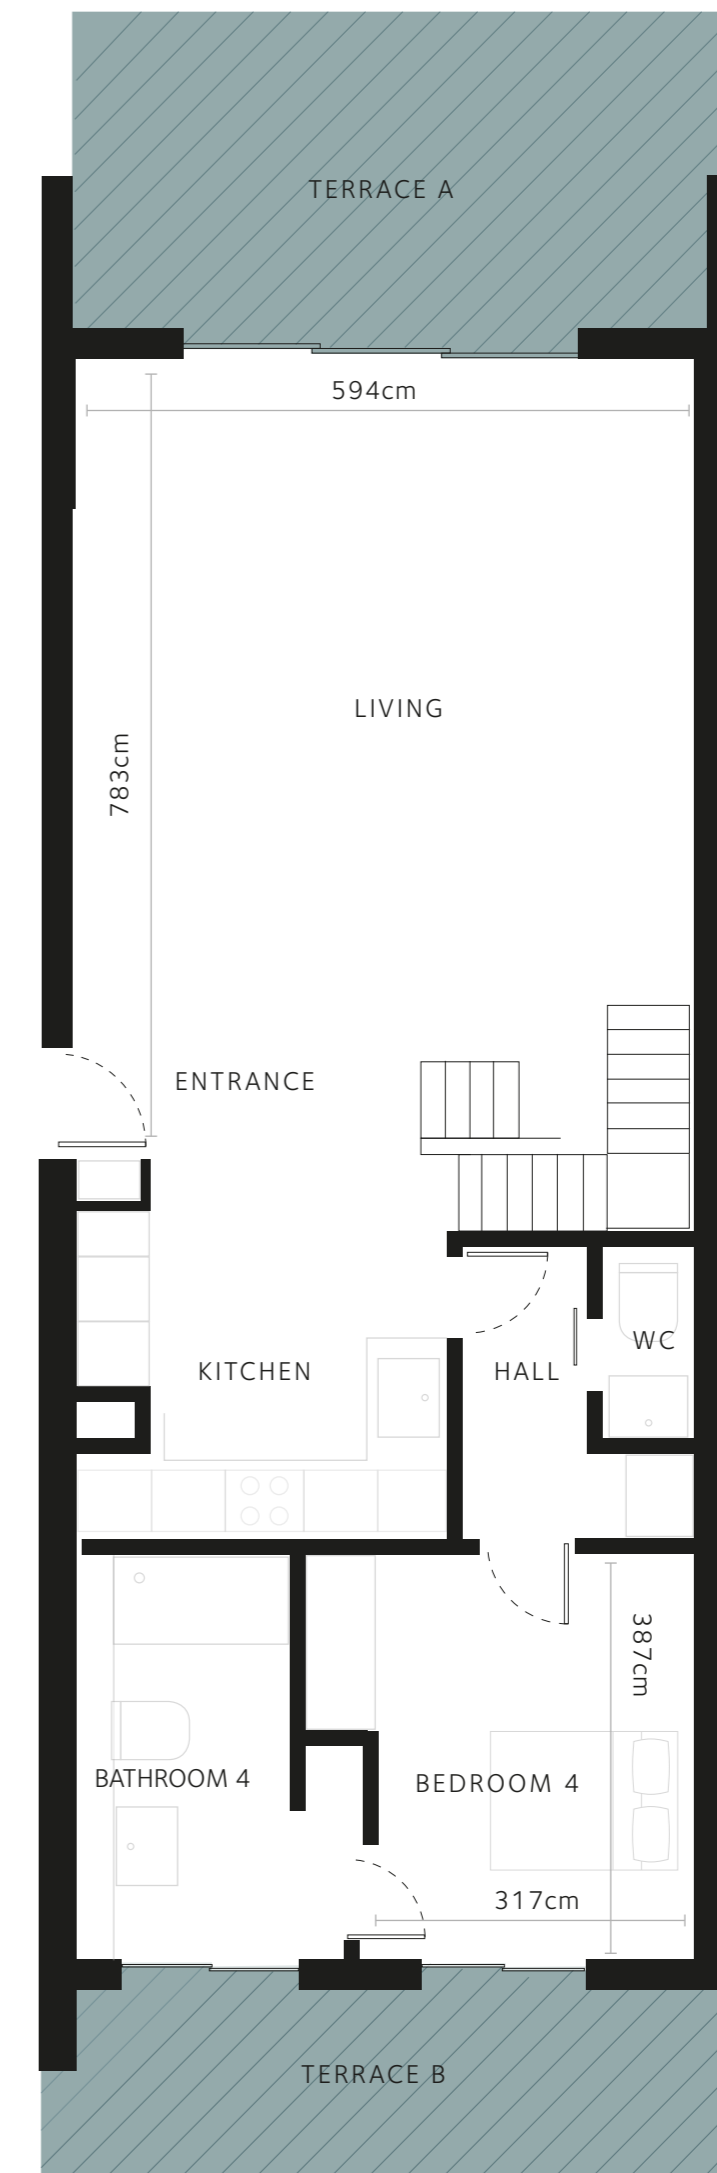 TERRACE A
594cm
LIVING
783cm
ENTRANCE
WC
KITCHEN
HALL
387cm
BATHROOM 4
BEDROOM 4
317cm
TERRACE B